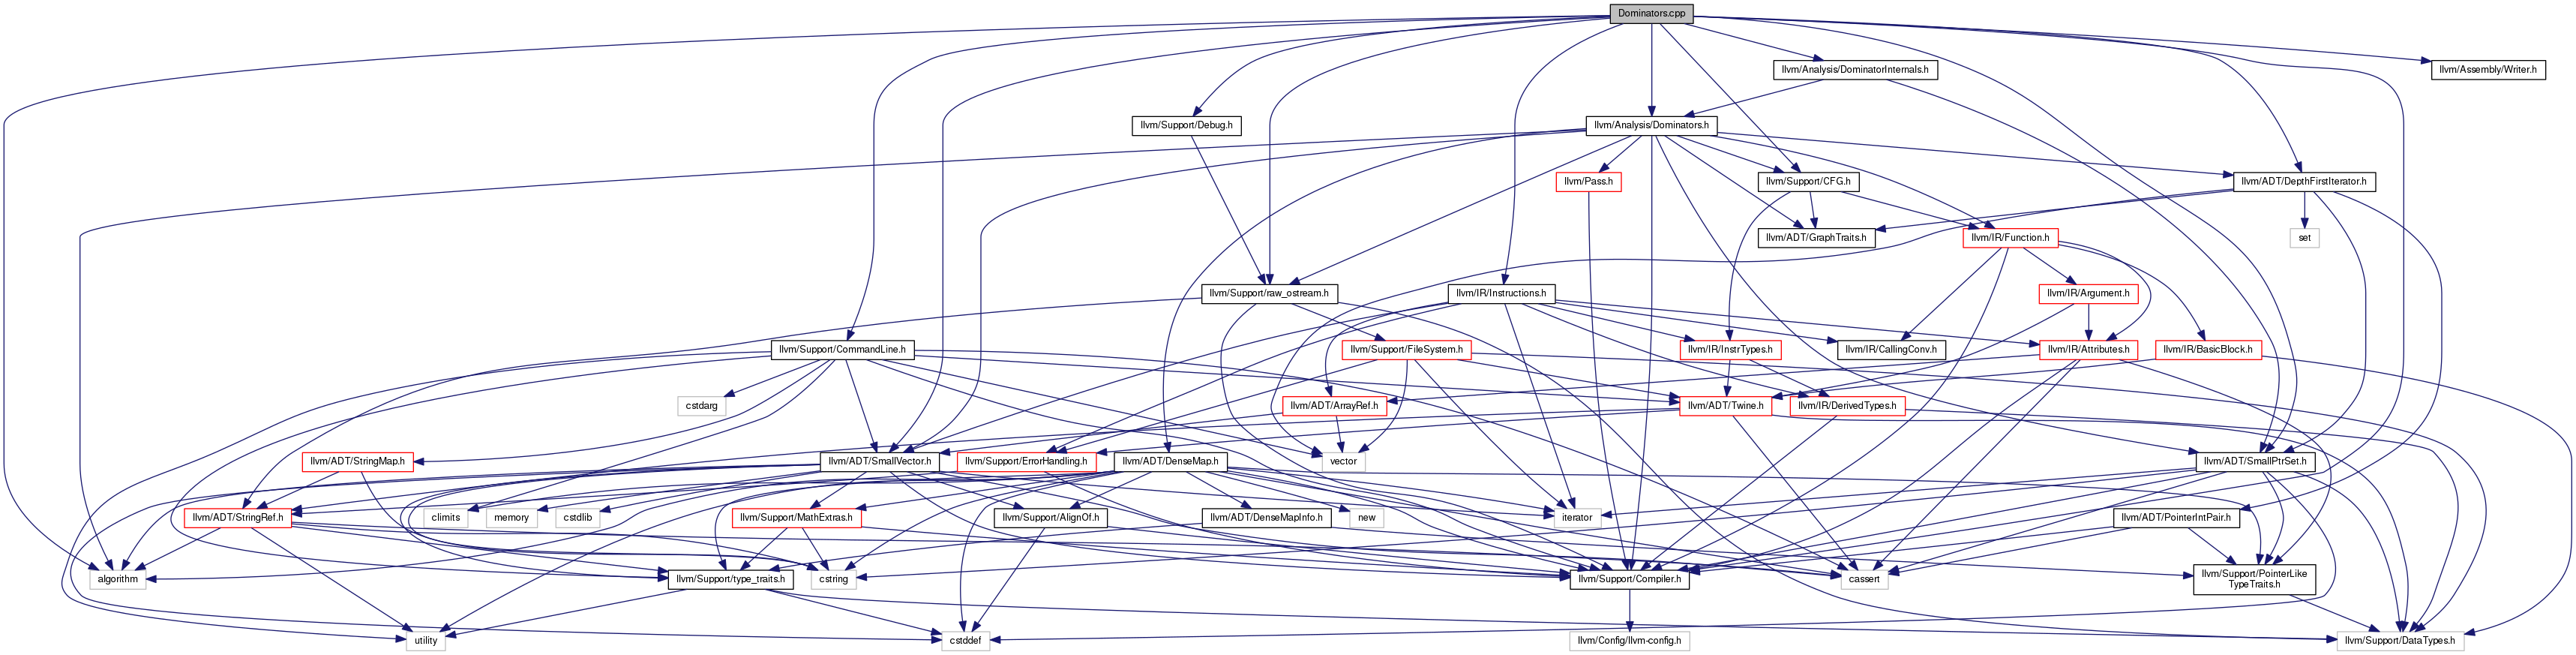 Dominators.cpp
llvm/Analysis/DominatorInternals.h
llvm/Assembly/Writer.h
llvm/Support/Debug.h
llvm/Analysis/Dominators.h
llvm/Pass.h
llvm/Support/CFG.h
llvm/ADT/DepthFirstIterator.h
llvm/ADT/GraphTraits.h
llvm/IR/Function.h
set
llvm/Support/raw_ostream.h
llvm/IR/Instructions.h
llvm/IR/Argument.h
llvm/Support/CommandLine.h
llvm/Support/FileSystem.h
llvm/IR/InstrTypes.h
llvm/IR/CallingConv.h
llvm/IR/Attributes.h
llvm/IR/BasicBlock.h
cstdarg
llvm/ADT/ArrayRef.h
llvm/ADT/Twine.h
llvm/IR/DerivedTypes.h
llvm/ADT/StringMap.h
llvm/ADT/SmallVector.h
llvm/Support/ErrorHandling.h
llvm/ADT/DenseMap.h
vector
llvm/ADT/SmallPtrSet.h
llvm/ADT/StringRef.h
climits
memory
cstdlib
llvm/Support/MathExtras.h
llvm/Support/AlignOf.h
llvm/ADT/DenseMapInfo.h
new
iterator
llvm/ADT/PointerIntPair.h
algorithm
llvm/Support/type_traits.h
cstring
llvm/Support/Compiler.h
cassert
llvm/Support/PointerLike
TypeTraits.h
utility
cstddef
llvm/Config/llvm-config.h
llvm/Support/DataTypes.h